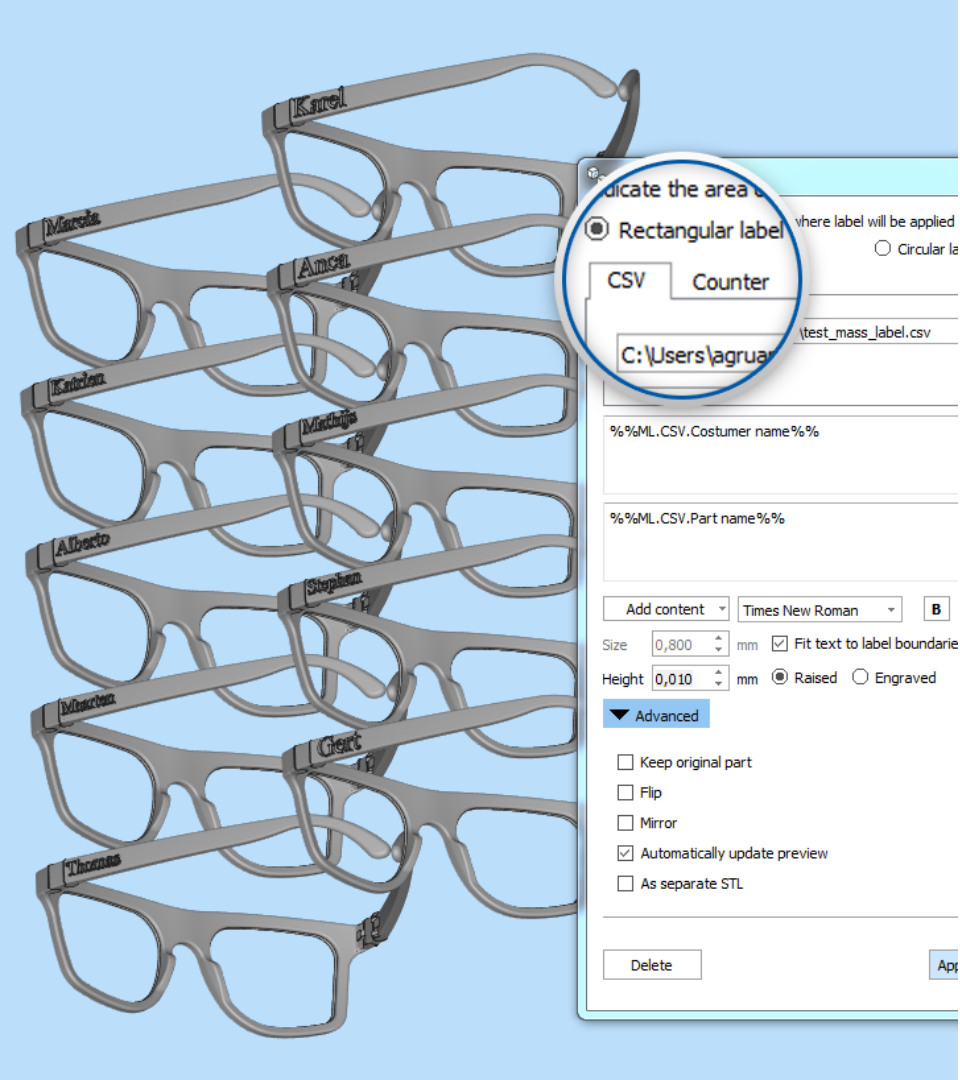 Karel
Marcia
Anca
Katrien
Mathijs
Alberto
Stephan
Maarten
Gert
Thomas
dicate the area
where label will be applied
Rectangular label
Circular la
CSV
Counter
C:\Users\agruar
\test_mass_label.csv
%%ML.CSV.Costumer name%%
%%ML.CSV.Part name%%
Add content
Times New Roman
B
Size
0,800
mm
Fit text to label boundarie
Height
0,010
mm
Raised
Engraved
Advanced
Keep original part
Flip
Mirror
Automatically update preview
As separate STL
Delete
App